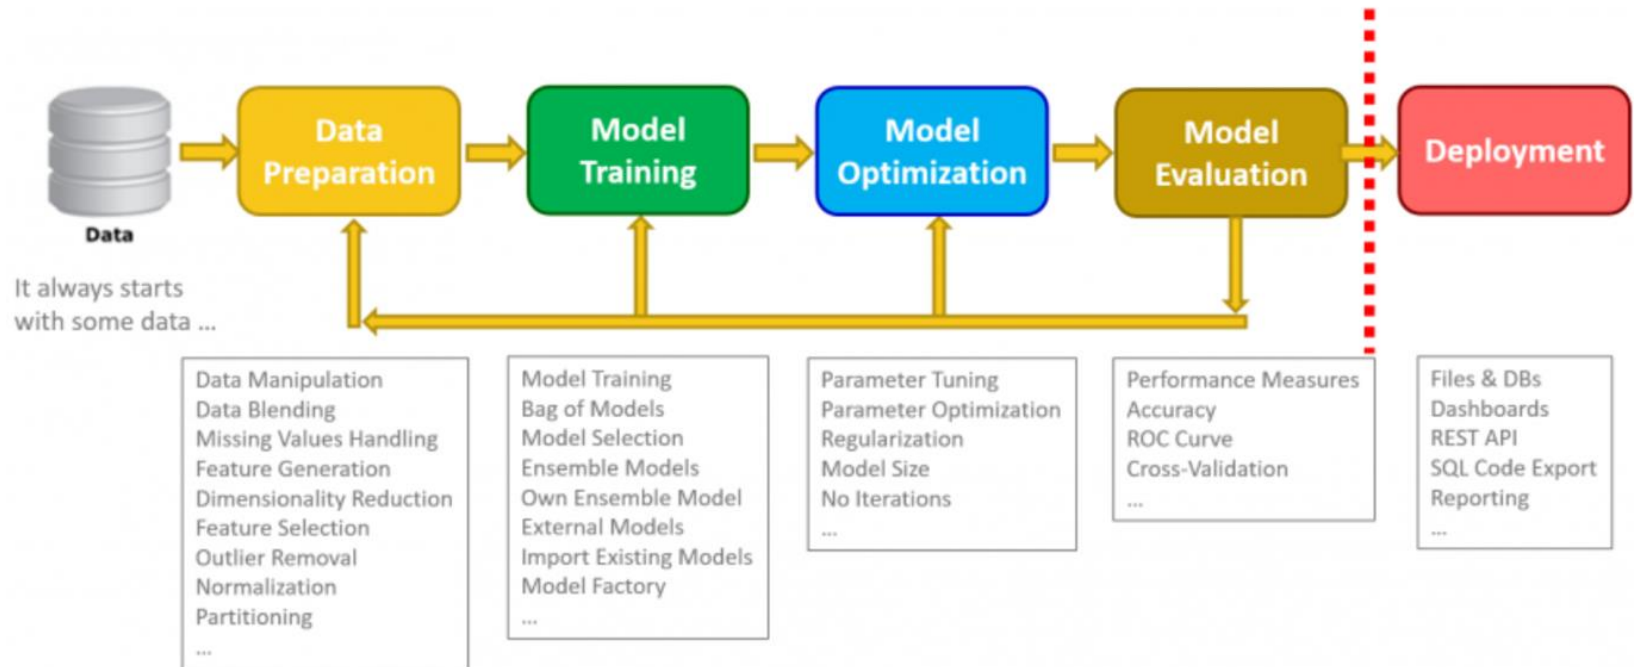 Data
Preparation
Model
Training
Model
Optimization
Model
Evaluation
Deployment
Data
It always starts
with some data ...
Data Manipulation
Data Blending
Missing Values Handling
Feature Generation
Dimensionality Reduction
Feature Selection
Outlier Removal
Normalization
Partitioning
...
Model Training
Bag of Models
Model Selection
Ensemble Models
Own Ensemble Model
External Models
Import Existing Models
Model Factory
...
Parameter Tuning
Parameter Optimization
Regularization
Model Size
No Iterations
...
Performance Measures
Accuracy
ROC Curve
Cross-Validation
...
Files & DBs
Dashboards
REST API
SQL Code Export
Reporting
...